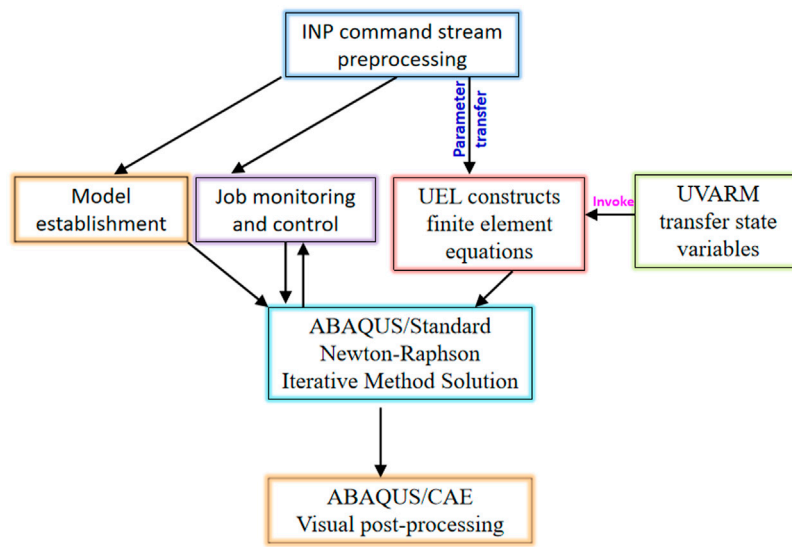 INP command stream
preprocessing
Parameter
transfer
Model
establishment
Job monitoring
and control
UEL constructs
finite element
equations
Invoke
UVARM
transfer state
variables
ABAQUS/Standard
Newton-Raphson
Iterative Method Solution
ABAQUS/CAE
Visual post-processing